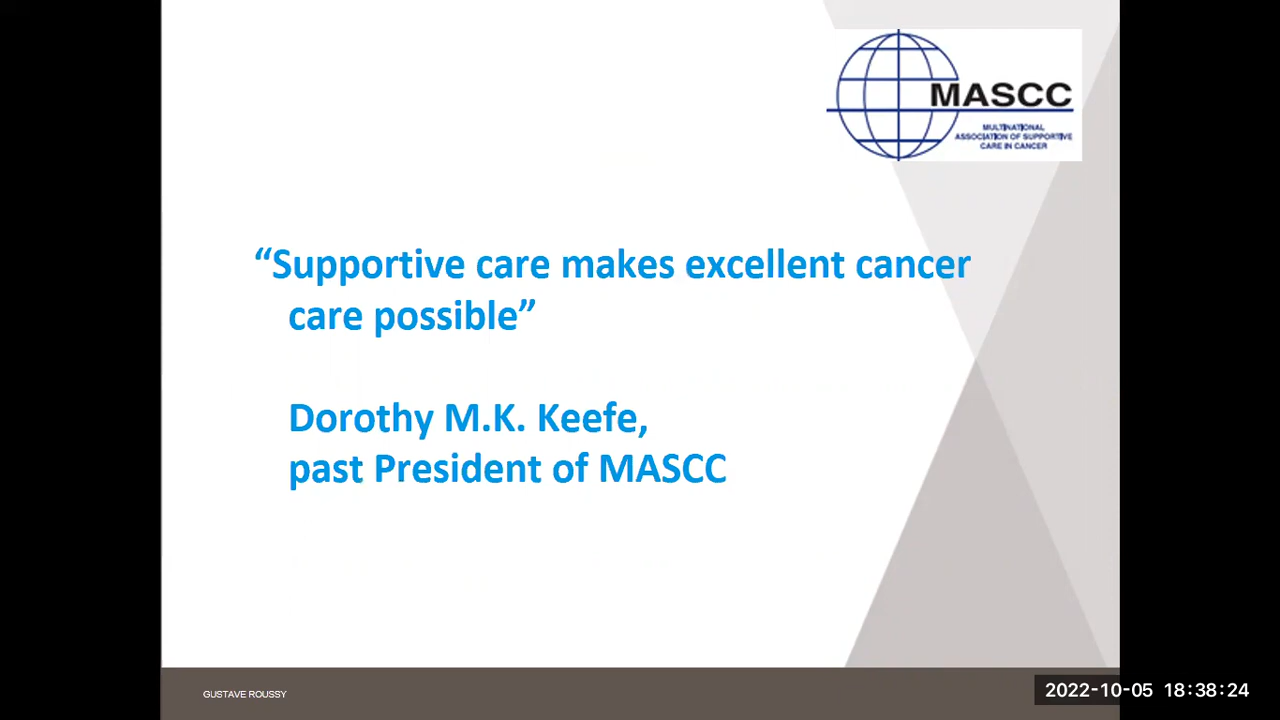 MASCC
MULTINATIONAL
ASSOCIATION OF SUPPORTIVE
CARE IN CANCER
“Supportive care makes excellent cancer
care possible”
Dorothy M.K. Keefe,
past President of MASCC
GUSTAVE ROUSSY
2022-10-05 18:38:24